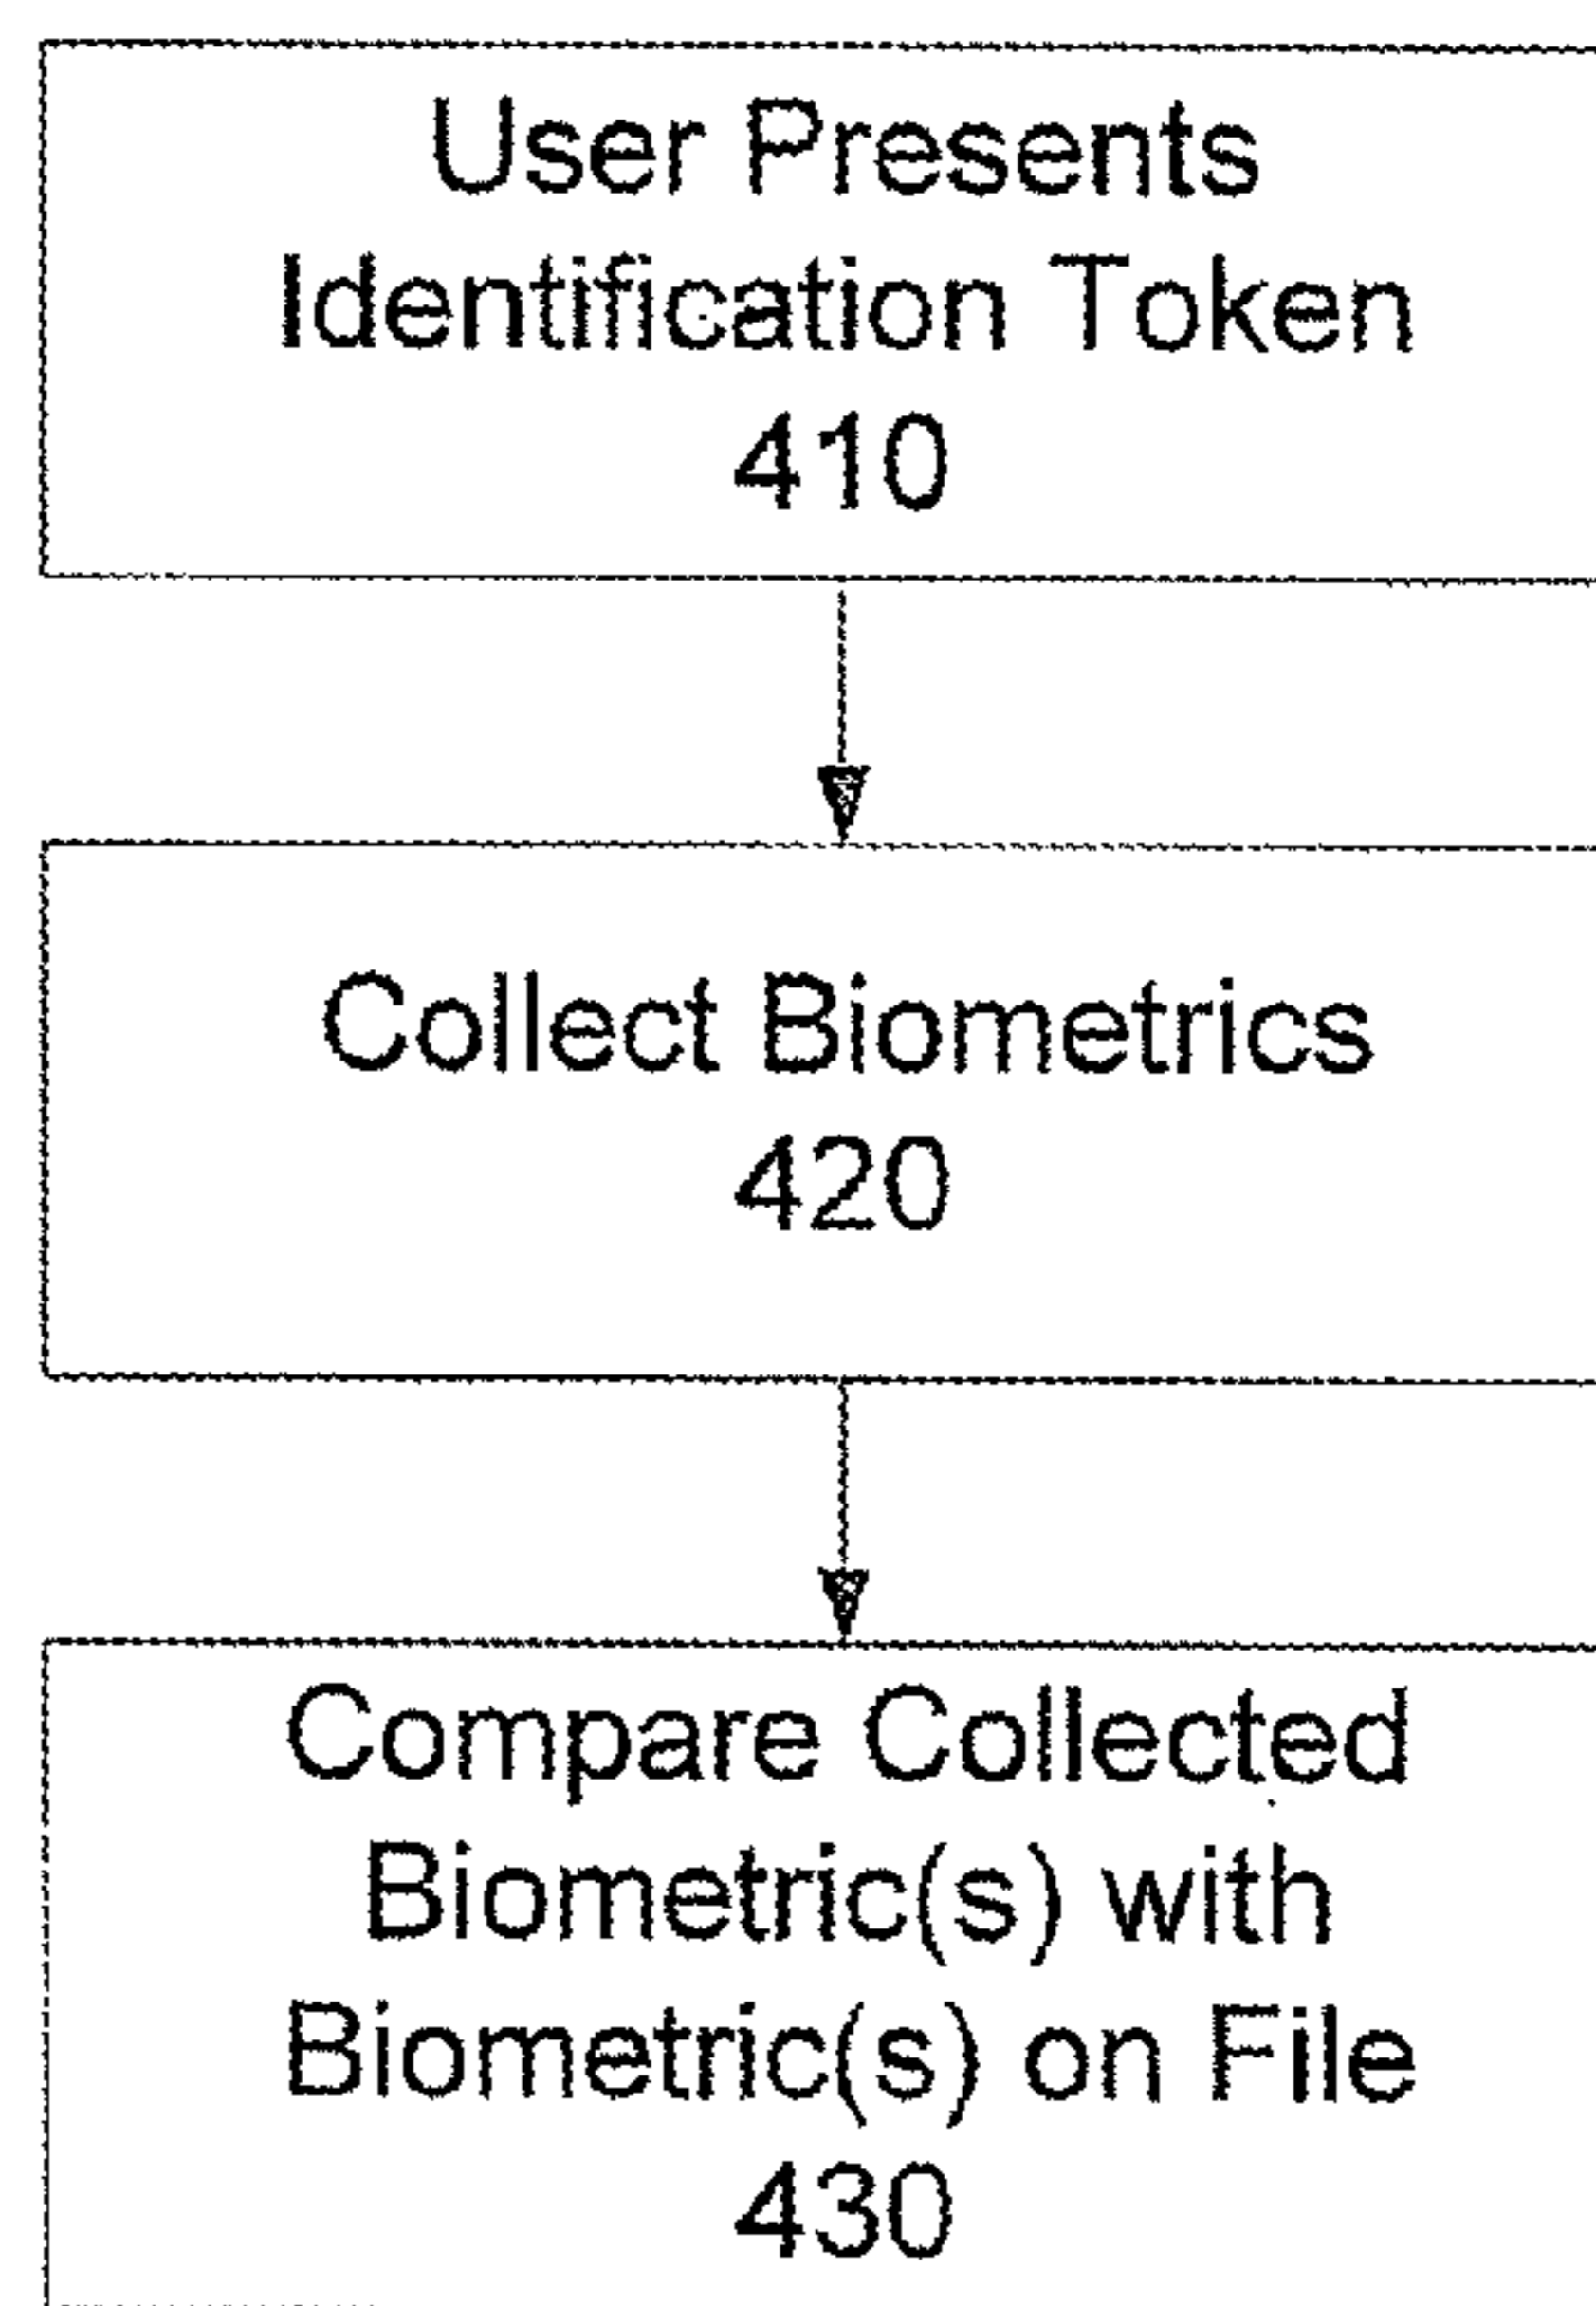 User Presents
Identification Token
410
Collect Biometrics
420
Compare Collected
Biometric(s) with
Biometric(s) on File
430